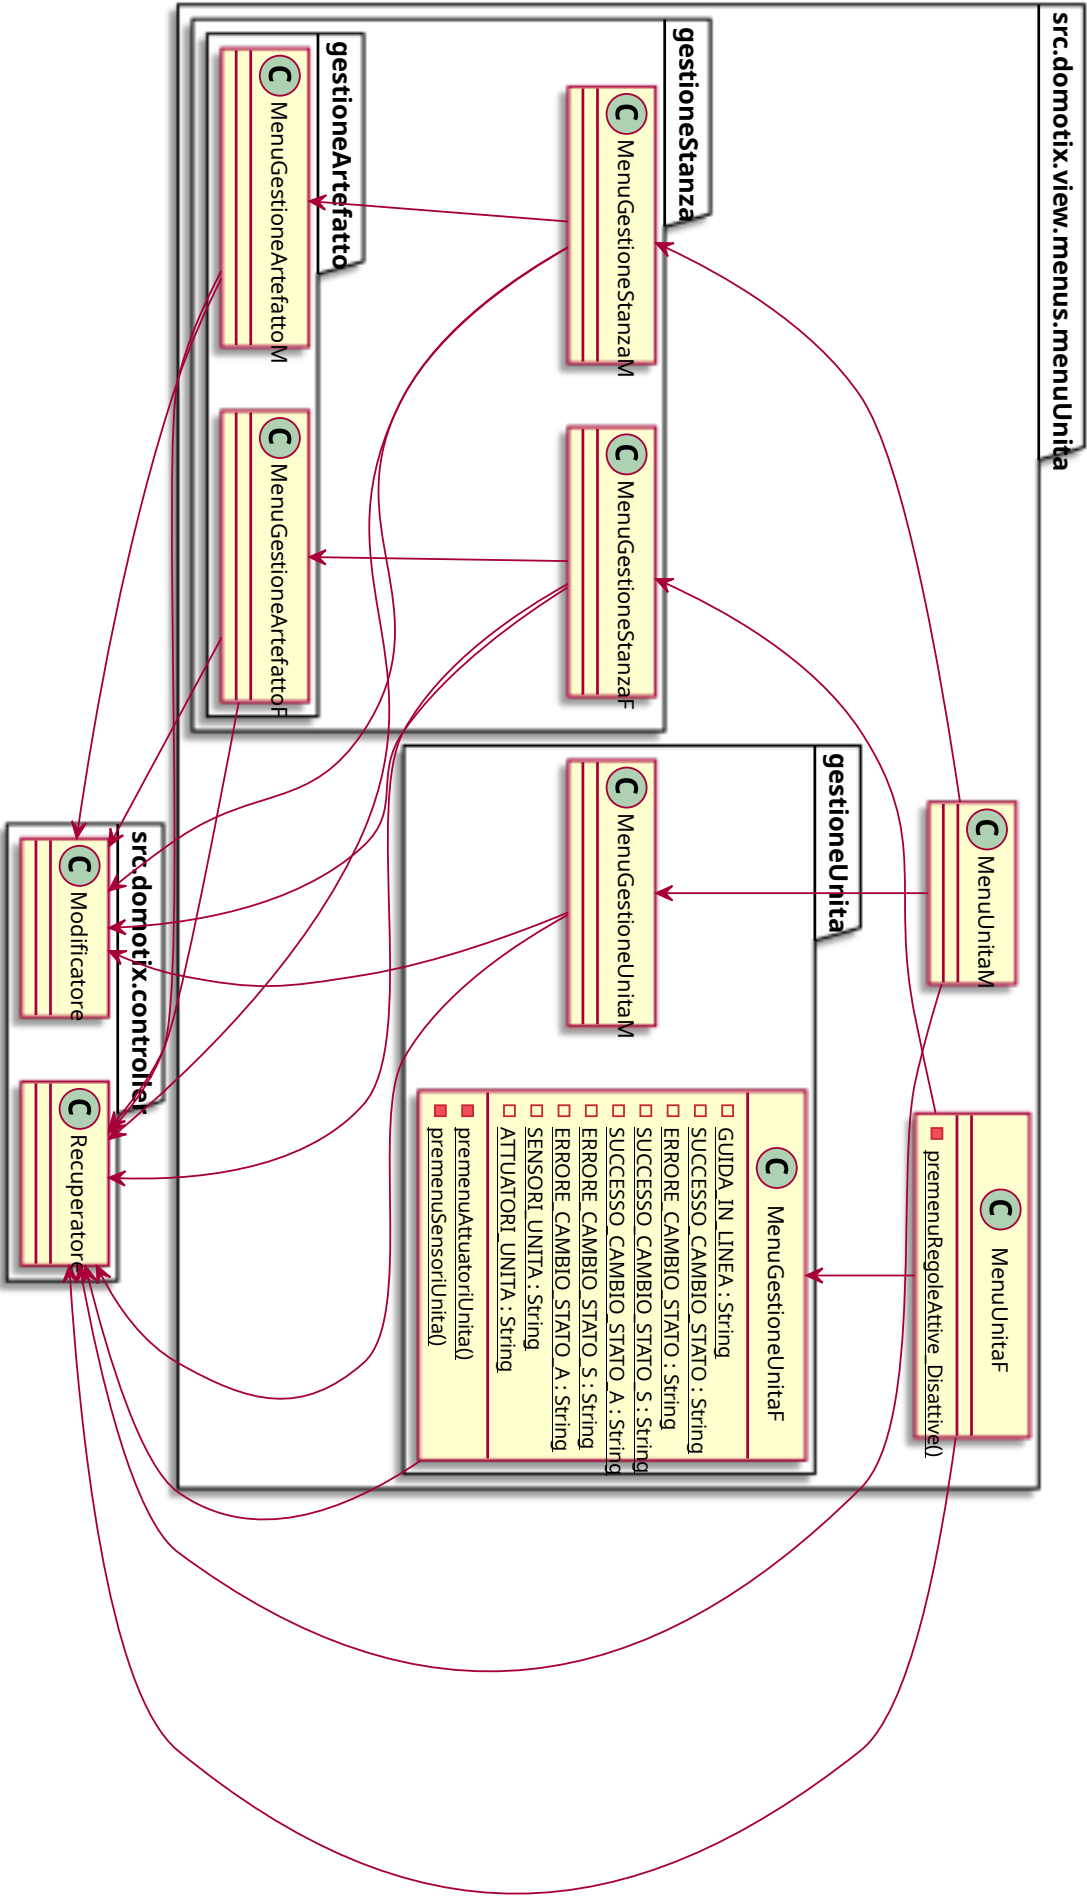 src.domotix.view.menus.menuUnita
gestioneStanza
gestioneArtefatto
gestioneUnita
src.domotix.controller
C MenuUnitaM
C MenuUnitaF
premenuRegoleAttive_Disattive()
C MenuGestioneStanzaM
C MenuGestioneStanzaF
C MenuGestioneUnitaM
C MenuGestioneUnitaF
GUIDA_IN_LINEA : String
SUCCESSO_CAMBIO_STATO : String
ERRORE_CAMBIO_STATO : String
SUCCESSO_CAMBIO_STATO_S : String
SUCCESSO_CAMBIO_STATO_A : String
ERRORE_CAMBIO_STATO_S : String
ERRORE_CAMBIO_STATO_A : String
SENSORI_UNITA : String
ATTUATORI_UNITA : String
premenuAttuatoriUnita()
premenuSensoriUnita()
C MenuGestioneArtefattoM
C MenuGestioneArtefattoF
C Modificatore
C Recuperatore